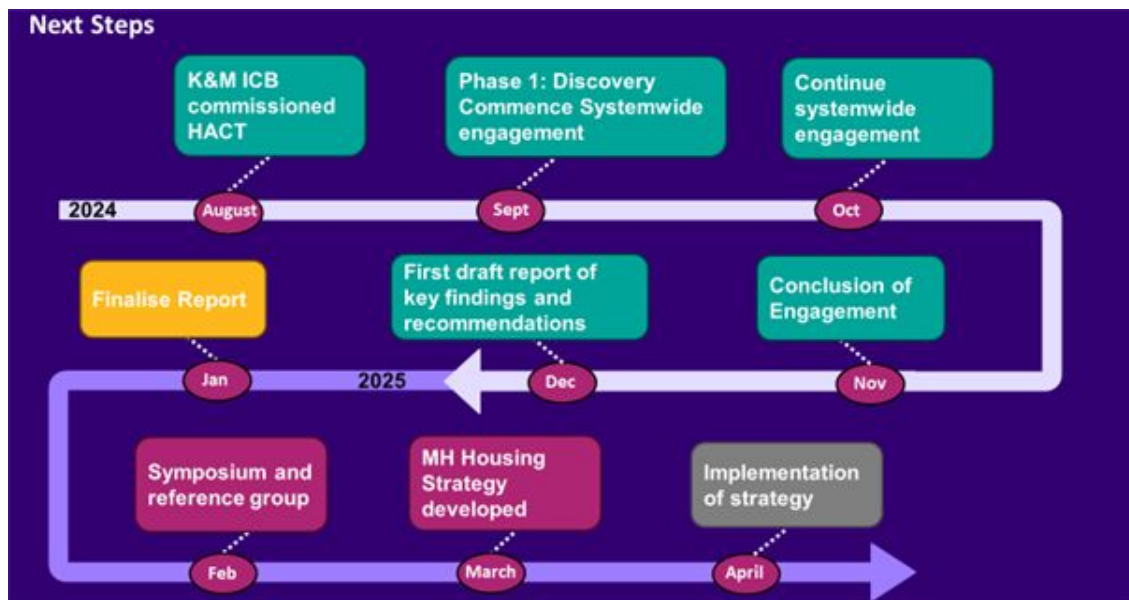 Next Steps
K&M ICB
commissioned
HACT
Phase 1: Discovery
Commence Systemwide
engagement
Continue
systemwide
engagement
2024
August
Sept
Oct
Finalise Report
First draft report of
key findings and
recommendations
Conclusion of
Engagement
Jan
2025
Dec
Nov
Symposium and
reference group
MH Housing
Strategy
developed
Implementation
of strategy
Feb
March
April